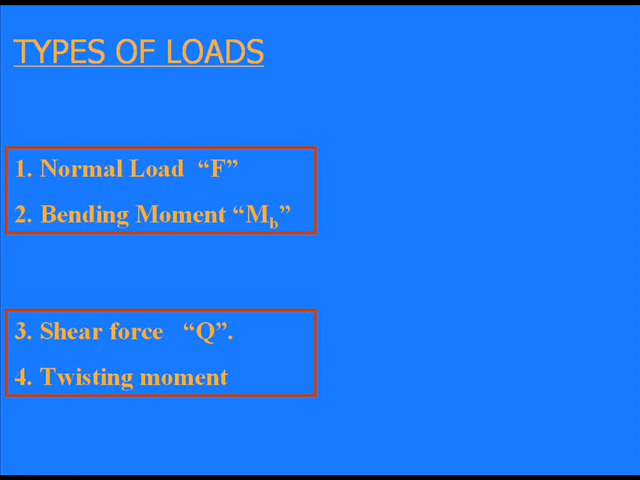 TYPES OF LOADS
1. Normal Load “F”
2. Bending Moment “Mb”
3. Shear force “Q”.
4. Twisting moment